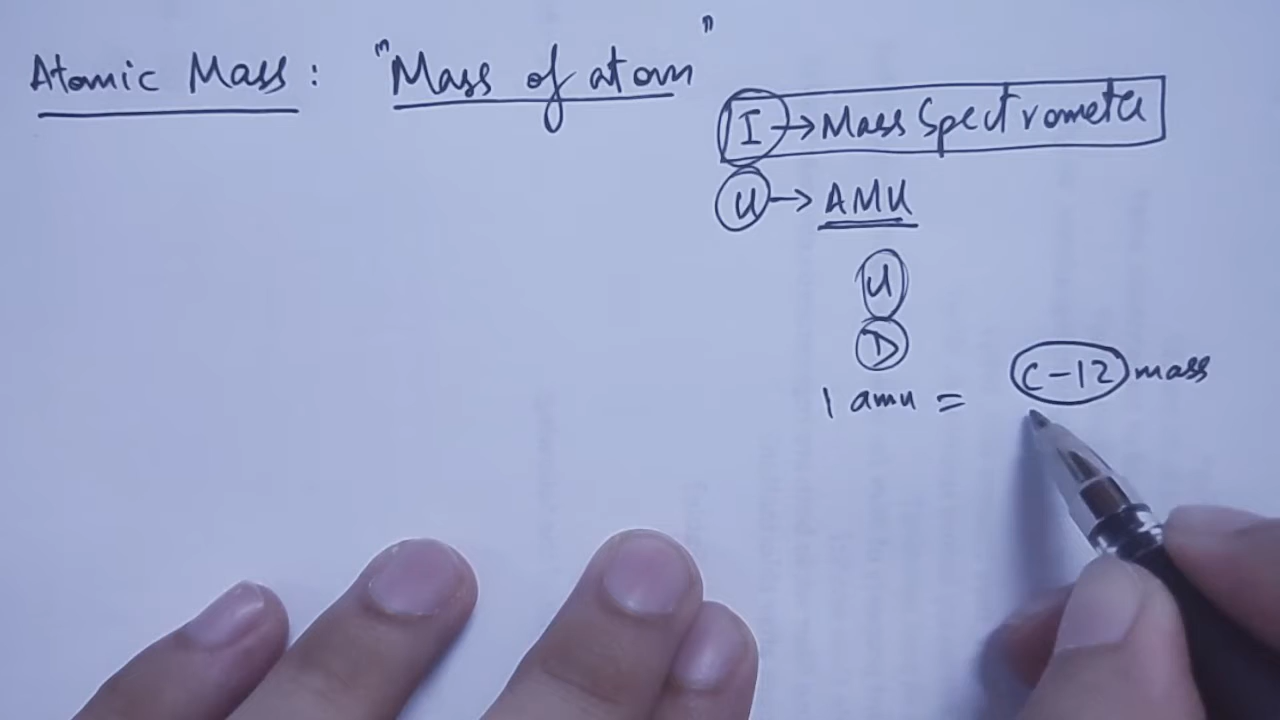 Atomic Mass : "Mass of atom"
I → Mass Spectrometer
U → AMU
U
D
1 amu = C-12 mass